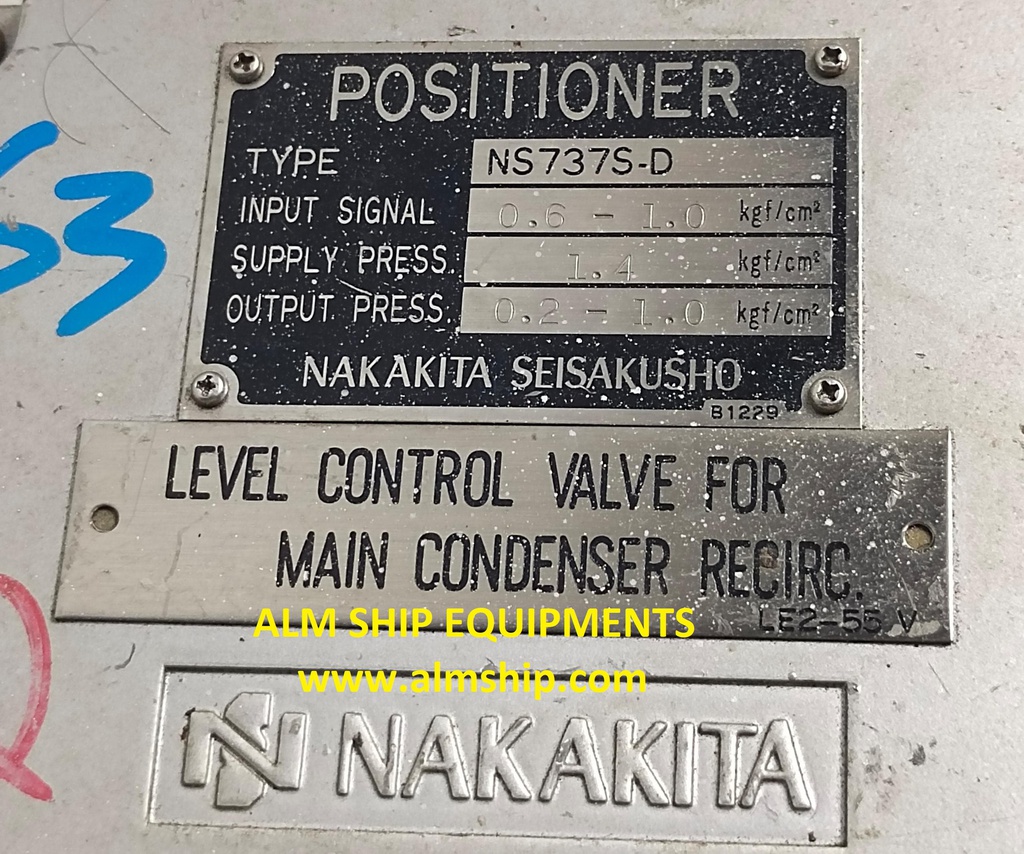 POSITIONER
TYPE NS737S-D
INPUT SIGNAL 0.6 - 1.0 kgf/cm²
SUPPLY PRESS. 1.4 kgf/cm²
OUTPUT PRESS. 0.2 - 1.0 kgf/cm²
NAKAKITA SEISAKUSHO
B1229
LEVEL CONTROL VALVE FOR
MAIN CONDENSER RECIRC.
LE2-55 V
ALM SHIP EQUIPMENTS
www.almship.com
NAKAKITA